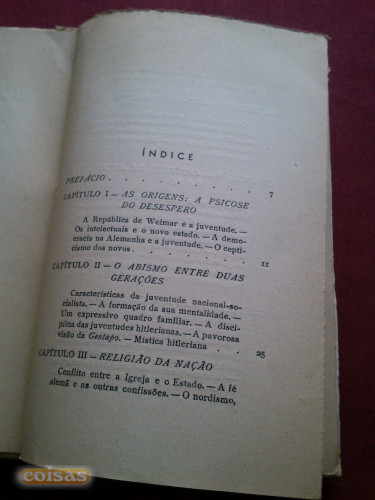 ÍNDICE
PREFÁCIO . . . . . . . . . 7
CAPÍTULO I — AS ORIGENS: A PSICOSE
DO DESESPERO
A República de Weimar e a juventude. —
Os intelectuais e o novo estado. — A demo-
cracia na Alemanha e a juventude. — O cepti-
cismo dos novos . . . . . . . 11
CAPÍTULO II — O ABISMO ENTRE DUAS
GERAÇÕES
Características da juventude nacional-so-
cialista. — A formação da sua mentalidade. —
Um expressivo quadro familiar. — A disci-
plina das juventudes hitlerianas. — A pavorosa
visão da Gestapo. — Mística hitleriana . . 25
CAPÍTULO III — RELIGIÃO DA NAÇÃO
Conflito entre a Igreja e o Estado. — A fé
alemã e as outras confissões. — O nordismo,
coisas